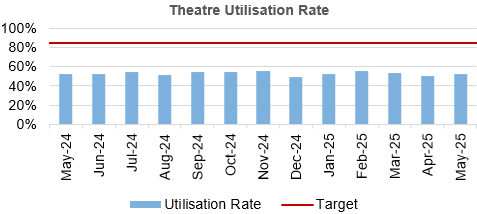 Theatre Utilisation Rate
100%
80%
60%
40%
20%
0%
May-24
Jun-24
Jul-24
Aug-24
Sep-24
Oct-24
Nov-24
Dec-24
Jan-25
Feb-25
Mar-25
Apr-25
May-25
Utilisation Rate Target